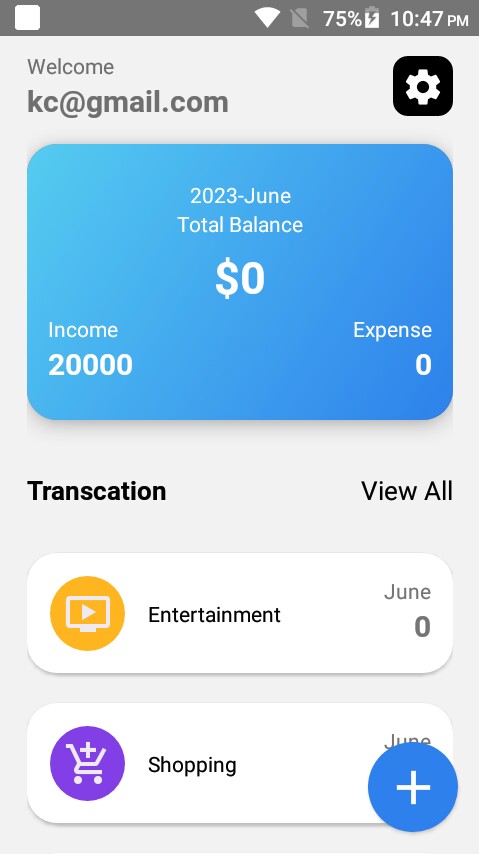 75% 10:47 PM
Welcome
kc@gmail.com
2023-June
Total Balance
$0
Income Expense
20000 0
Transcation View All
June
Entertainment
0
June
Shopping